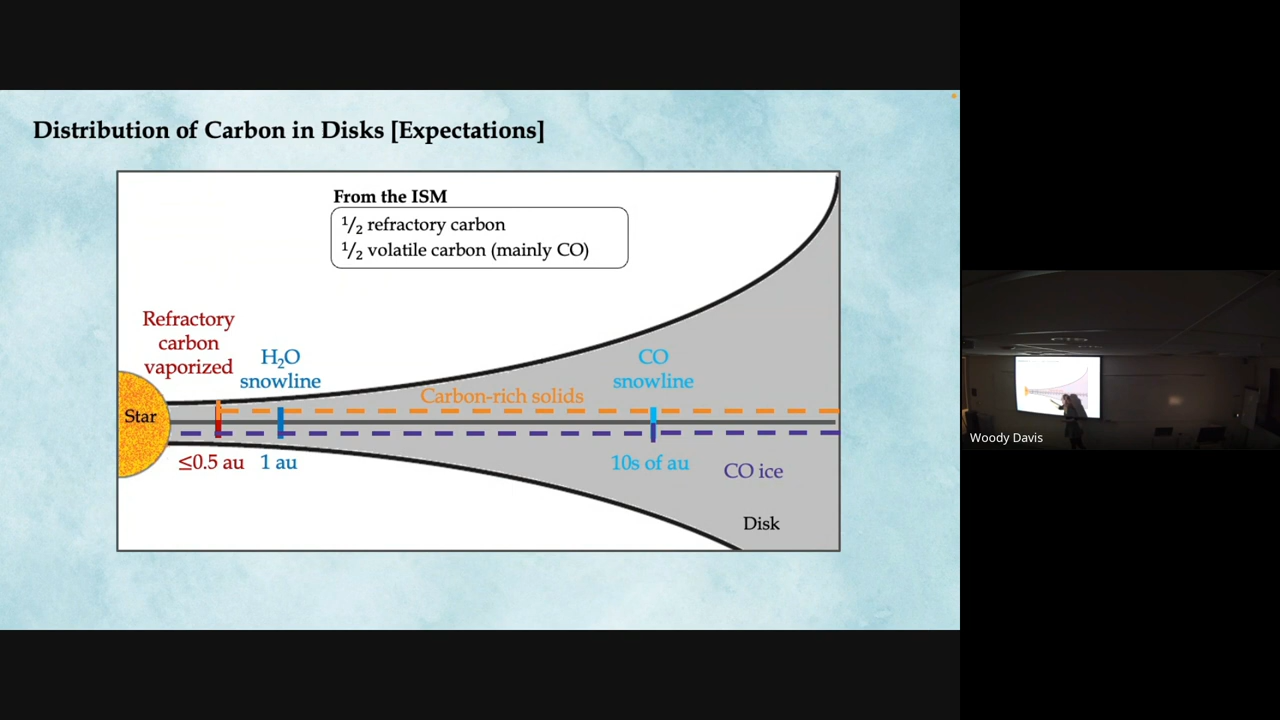 Distribution of Carbon in Disks [Expectations]
From the ISM
1/2 refractory carbon
1/2 volatile carbon (mainly CO)
Refractory
carbon
vaporized
H₂O
snowline
CO
snowline
Carbon-rich solids
Star
≤0.5 au
1 au
10s of au
CO ice
Disk
Woody Davis